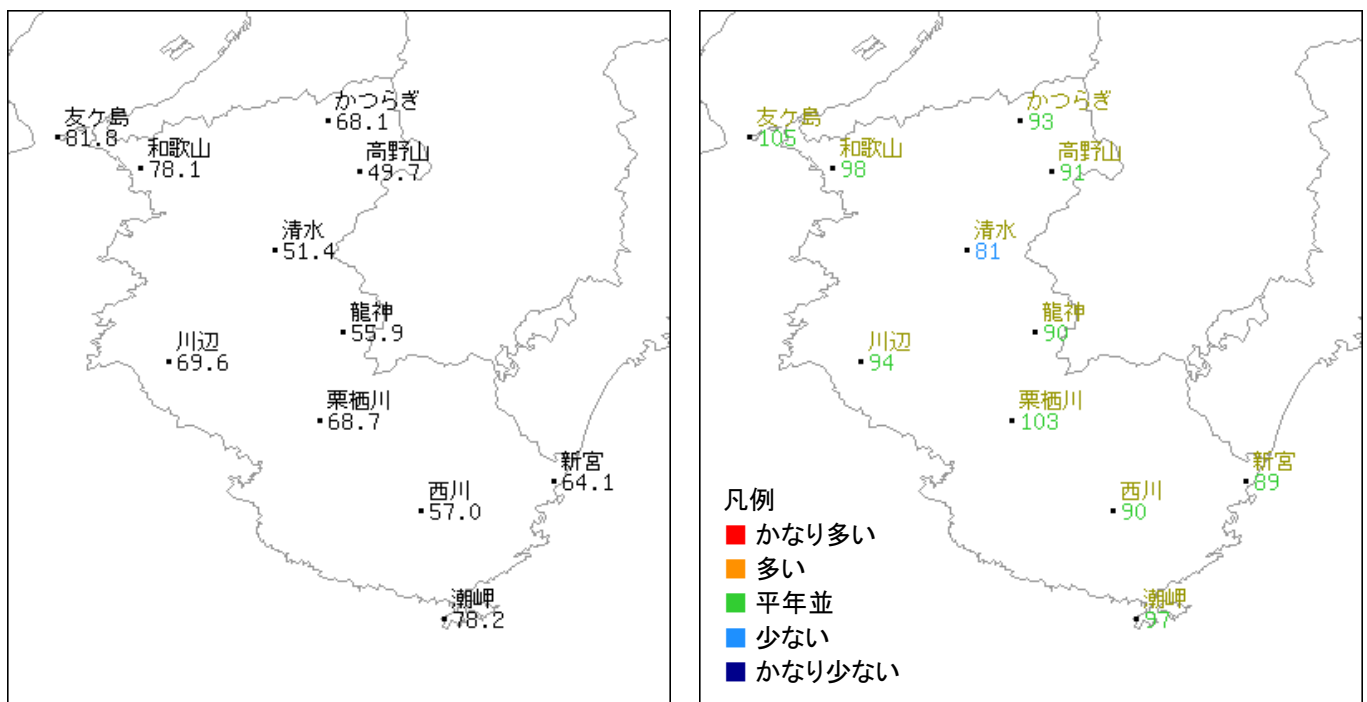 かつらぎ
68.1
友ケ島
81.8
和歌山
78.1
高野山
49.7
清水
51.4
龍神
55.9
川辺
69.6
栗栖川
68.7
新宮
64.1
西川
57.0
潮岬
78.2
かつらぎ
93
友ケ島
105
和歌山
98
高野山
91
清水
81
龍神
90
川辺
94
栗栖川
103
新宮
89
西川
90
潮岬
97
凡例
かなり多い
多い
平年並
少ない
かなり少ない